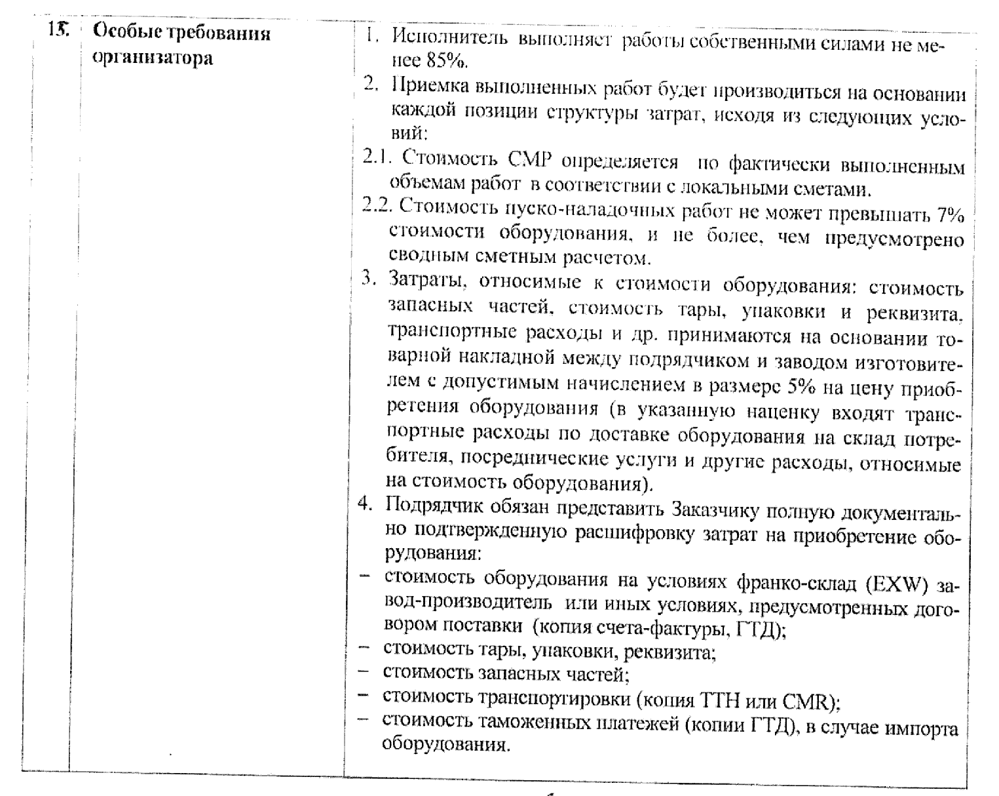 15. Особые требования
организатора
1. Исполнитель выполняет работы собственными силами не ме-
нее 85%.
2. Приемка выполненных работ будет производиться на основании
каждой позиции структуры затрат, исходя из следующих усло-
вий:
2.1. Стоимость СМР определяется по фактически выполненным
объемам работ в соответствии с локальными сметами.
2.2. Стоимость пуско-наладочных работ не может превышать 7%
стоимости оборудования, и не более, чем предусмотрено
сводным сметным расчетом.
3. Затраты, относимые к стоимости оборудования: стоимость
запасных частей, стоимость тары, упаковки и реквизита,
транспортные расходы и др. принимаются на основании то-
варной накладной между подрядчиком и заводом изготовите-
лем с допустимым начислением в размере 5% на цену приоб-
ретения оборудования (в указанную наценку входят транс-
портные расходы по доставке оборудования на склад потре-
бителя, посреднические услуги и другие расходы, относимые
на стоимость оборудования).
4. Подрядчик обязан представить Заказчику полную документаль-
но подтвержденную расшифровку затрат на приобретение обо-
рудования:
– стоимость оборудования на условиях франко-склад (EXW) за-
вод-производитель или иных условиях, предусмотренных дого-
вором поставки (копия счета-фактуры, ГТД);
– стоимость тары, упаковки, реквизита;
– стоимость запасных частей;
– стоимость транспортировки (копия ТТН или CMR);
– стоимость таможенных платежей (копии ГТД), в случае импорта
оборудования.